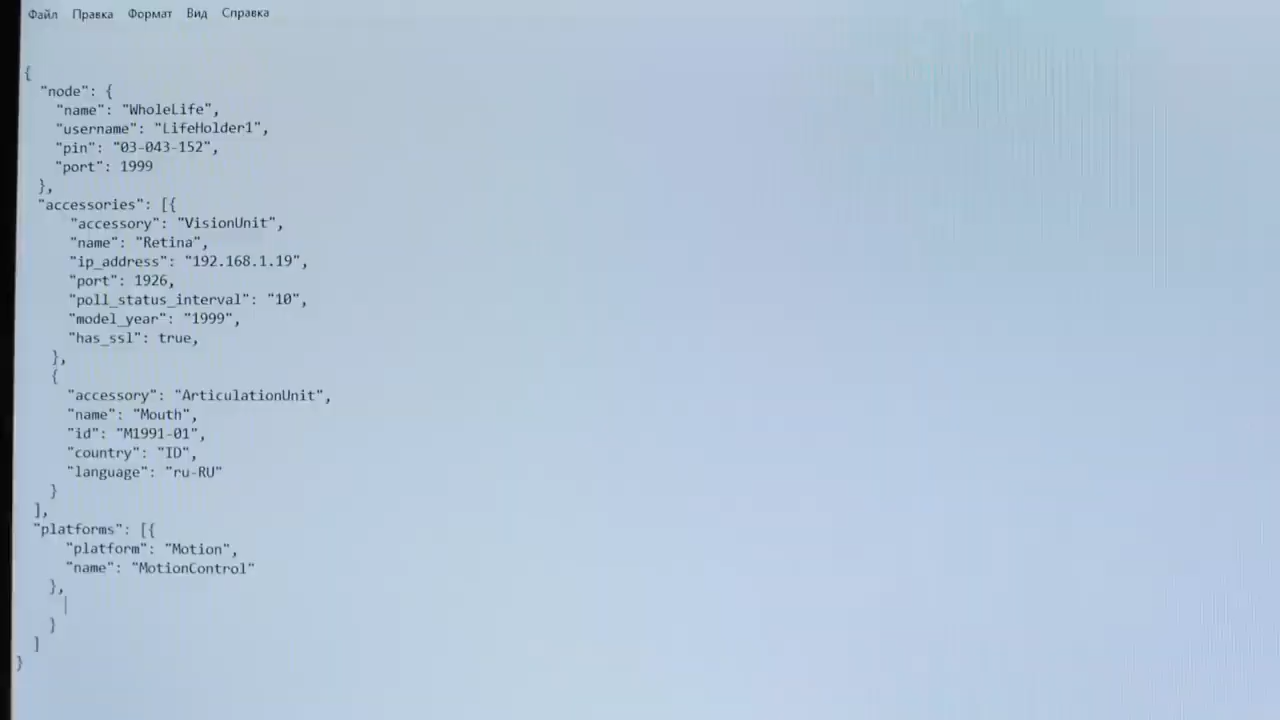 Файл Правка Формат Вид Справка
{
"node": {
"name": "WholeLife",
"username": "LifeHolder1",
"pin": "03-043-152",
"port": 1999
},
"accessories": [{
"accessory": "VisionUnit",
"name": "Retina",
"ip_address": "192.168.1.19",
"port": 1926,
"poll_status_interval": "10",
"model_year": "1999",
"has_ssl": true,
},
{
"accessory": "ArticulationUnit",
"name": "Mouth",
"id": "M1991-01",
"country": "ID",
"language": "ru-RU"
}
],
"platforms": [{
"platform": "Motion",
"name": "MotionControl"
},
}
]
}